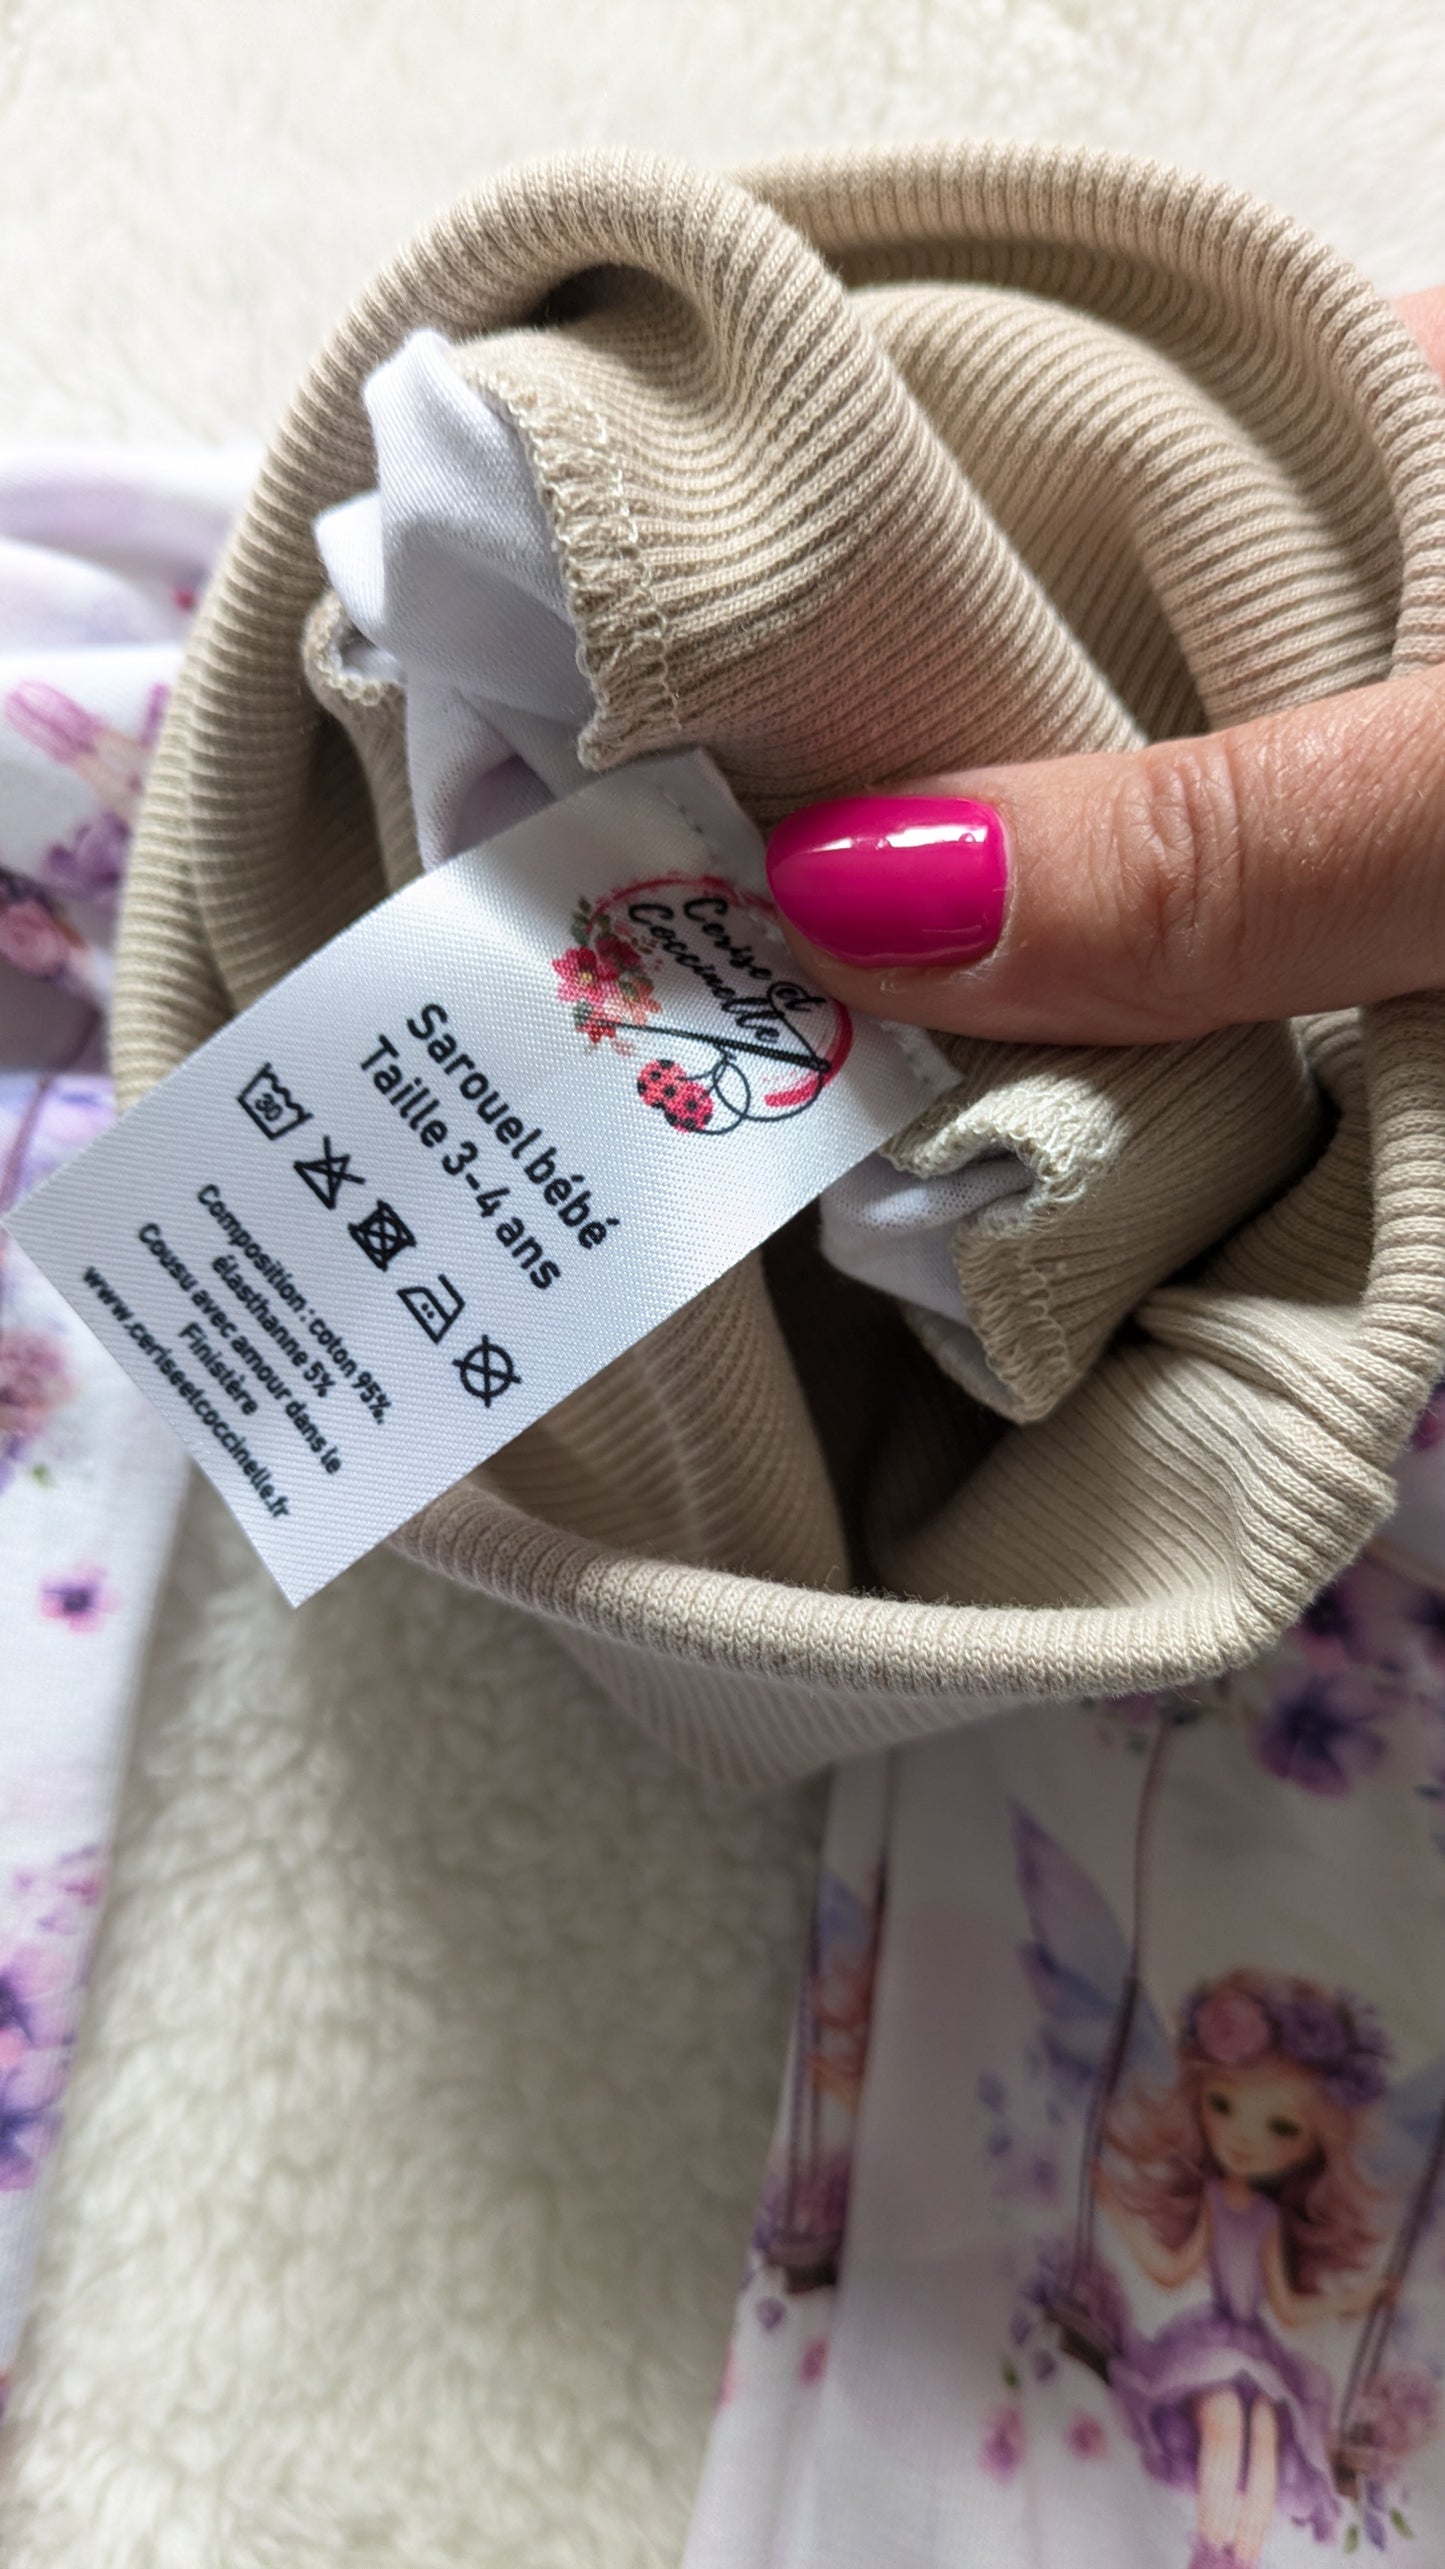 Cerise et
Coccinelle
Sarouel bébé
Taille 3-4 ans
30
Composition : coton 95%,
élasthanne 5%
Cousu avec amour dans le
Finistère
www.ceriseetcoccinelle.fr